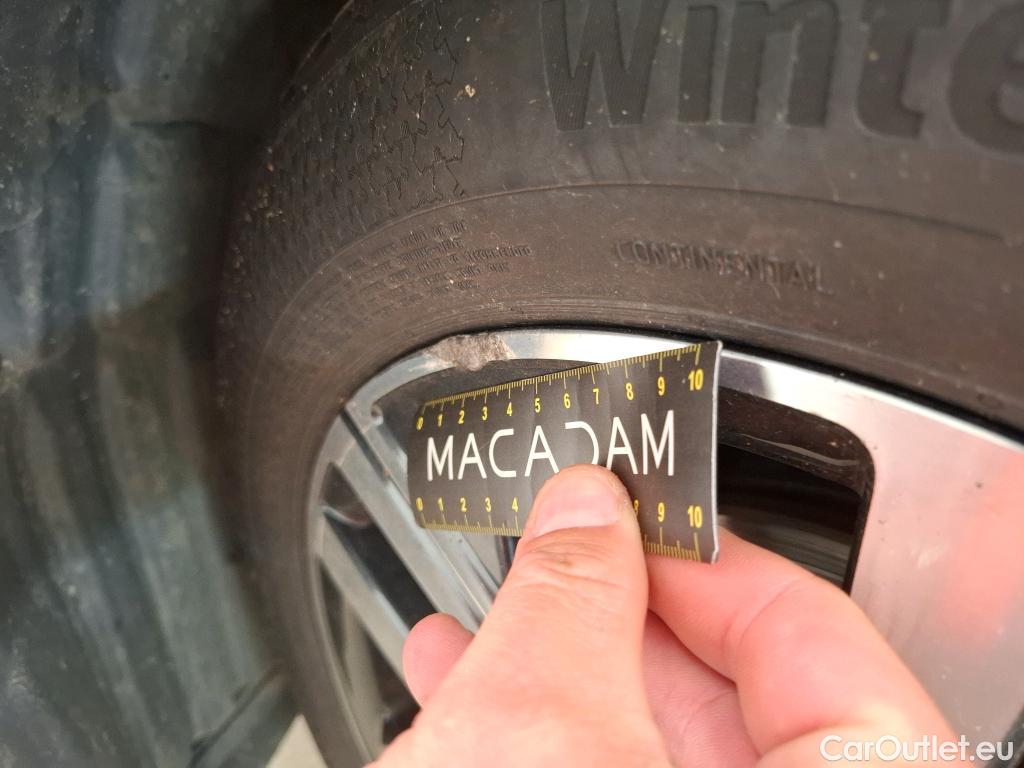 Winte
CONTINENTAL
0 1 2 3 4 5 6 7 8 9 10
MACADAM
0 1 2 3 4 8 9 10
CarOutlet.eu